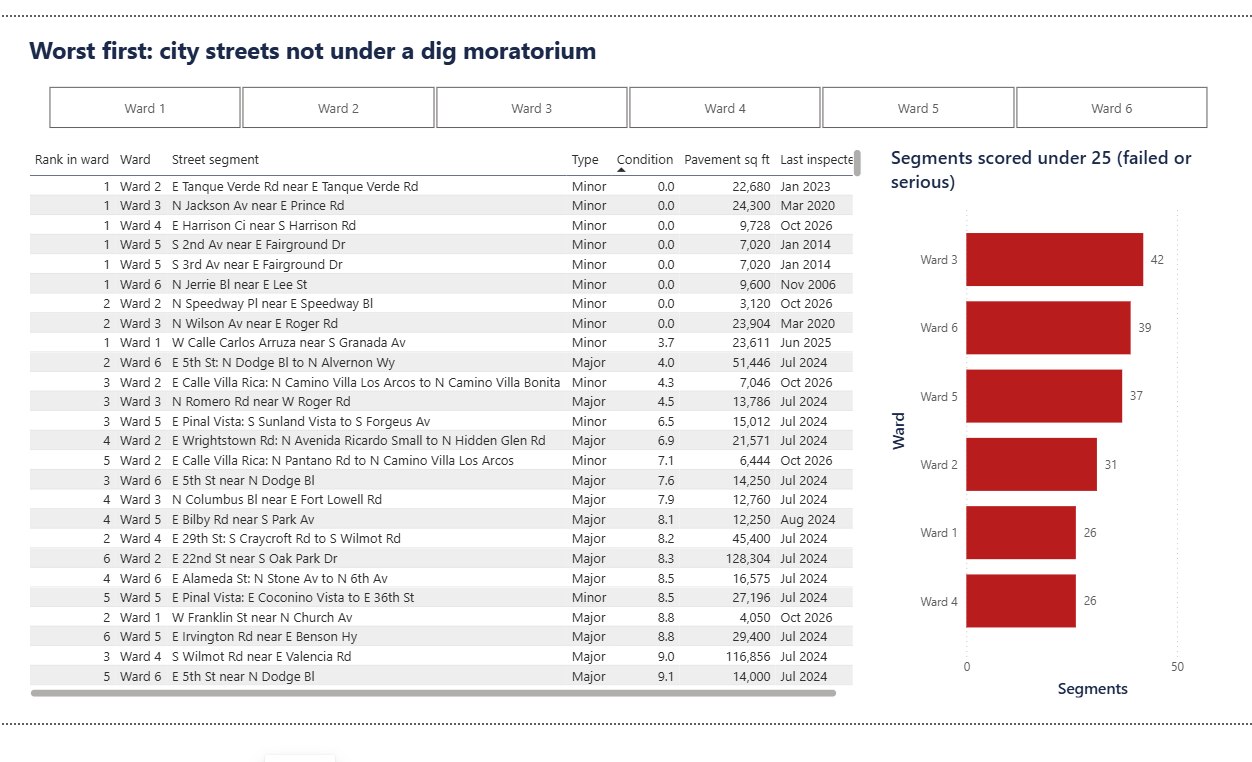 Worst first: city streets not under a dig moratorium
Ward 1 Ward 2 Ward 3 Ward 4 Ward 5 Ward 6
Rank in ward Ward Street segment Type Condition Pavement sq ft Last inspecte
1 Ward 2 E Tanque Verde Rd near E Tanque Verde Rd Minor 0.0 22,680 Jan 2023
1 Ward 3 N Jackson Av near E Prince Rd Minor 0.0 24,300 Mar 2020
1 Ward 4 E Harrison Ci near S Harrison Rd Minor 0.0 9,728 Oct 2026
1 Ward 5 S 2nd Av near E Fairground Dr Minor 0.0 7,020 Jan 2014
1 Ward 5 S 3rd Av near E Fairground Dr Minor 0.0 7,020 Jan 2014
1 Ward 6 N Jerrie Bl near E Lee St Minor 0.0 9,600 Nov 2006
2 Ward 2 N Speedway Pl near E Speedway Bl Minor 0.0 3,120 Oct 2026
2 Ward 3 N Wilson Av near E Roger Rd Minor 0.0 23,904 Mar 2020
1 Ward 1 W Calle Carlos Arruza near S Granada Av Minor 3.7 23,611 Jun 2025
2 Ward 6 E 5th St: N Dodge Bl to N Alvernon Wy Major 4.0 51,446 Jul 2024
3 Ward 2 E Calle Villa Rica: N Camino Villa Los Arcos to N Camino Villa Bonita Minor 4.3 7,046 Oct 2026
3 Ward 3 N Romero Rd near W Roger Rd Major 4.5 13,786 Jul 2024
3 Ward 5 E Pinal Vista: S Sunland Vista to S Forgeus Av Minor 6.5 15,012 Jul 2024
4 Ward 2 E Wrightstown Rd: N Avenida Ricardo Small to N Hidden Glen Rd Major 6.9 21,571 Jul 2024
5 Ward 2 E Calle Villa Rica: N Pantano Rd to N Camino Villa Los Arcos Minor 7.1 6,444 Oct 2026
3 Ward 6 E 5th St near N Dodge Bl Major 7.6 14,250 Jul 2024
4 Ward 3 N Columbus Bl near E Fort Lowell Rd Major 7.9 12,760 Jul 2024
4 Ward 5 E Bilby Rd near S Park Av Major 8.1 12,250 Aug 2024
2 Ward 4 E 29th St: S Craycroft Rd to S Wilmot Rd Major 8.2 45,400 Jul 2024
6 Ward 2 E 22nd St near S Oak Park Dr Major 8.3 128,304 Jul 2024
4 Ward 6 E Alameda St: N Stone Av to N 6th Av Major 8.5 16,575 Jul 2024
5 Ward 5 E Pinal Vista: E Coconino Vista to E 36th St Minor 8.5 27,196 Jul 2024
2 Ward 1 W Franklin St near N Church Av Major 8.8 4,050 Oct 2026
6 Ward 5 E Irvington Rd near E Benson Hy Major 8.8 29,400 Jul 2024
3 Ward 4 S Wilmot Rd near E Valencia Rd Major 9.0 116,856 Jul 2024
5 Ward 6 E 5th St near N Dodge Bl Major 9.1 14,000 Jul 2024
Segments scored under 25 (failed or
serious)
Ward
Ward 3 42
Ward 6 39
Ward 5 37
Ward 2 31
Ward 1 26
Ward 4 26
0 50
Segments